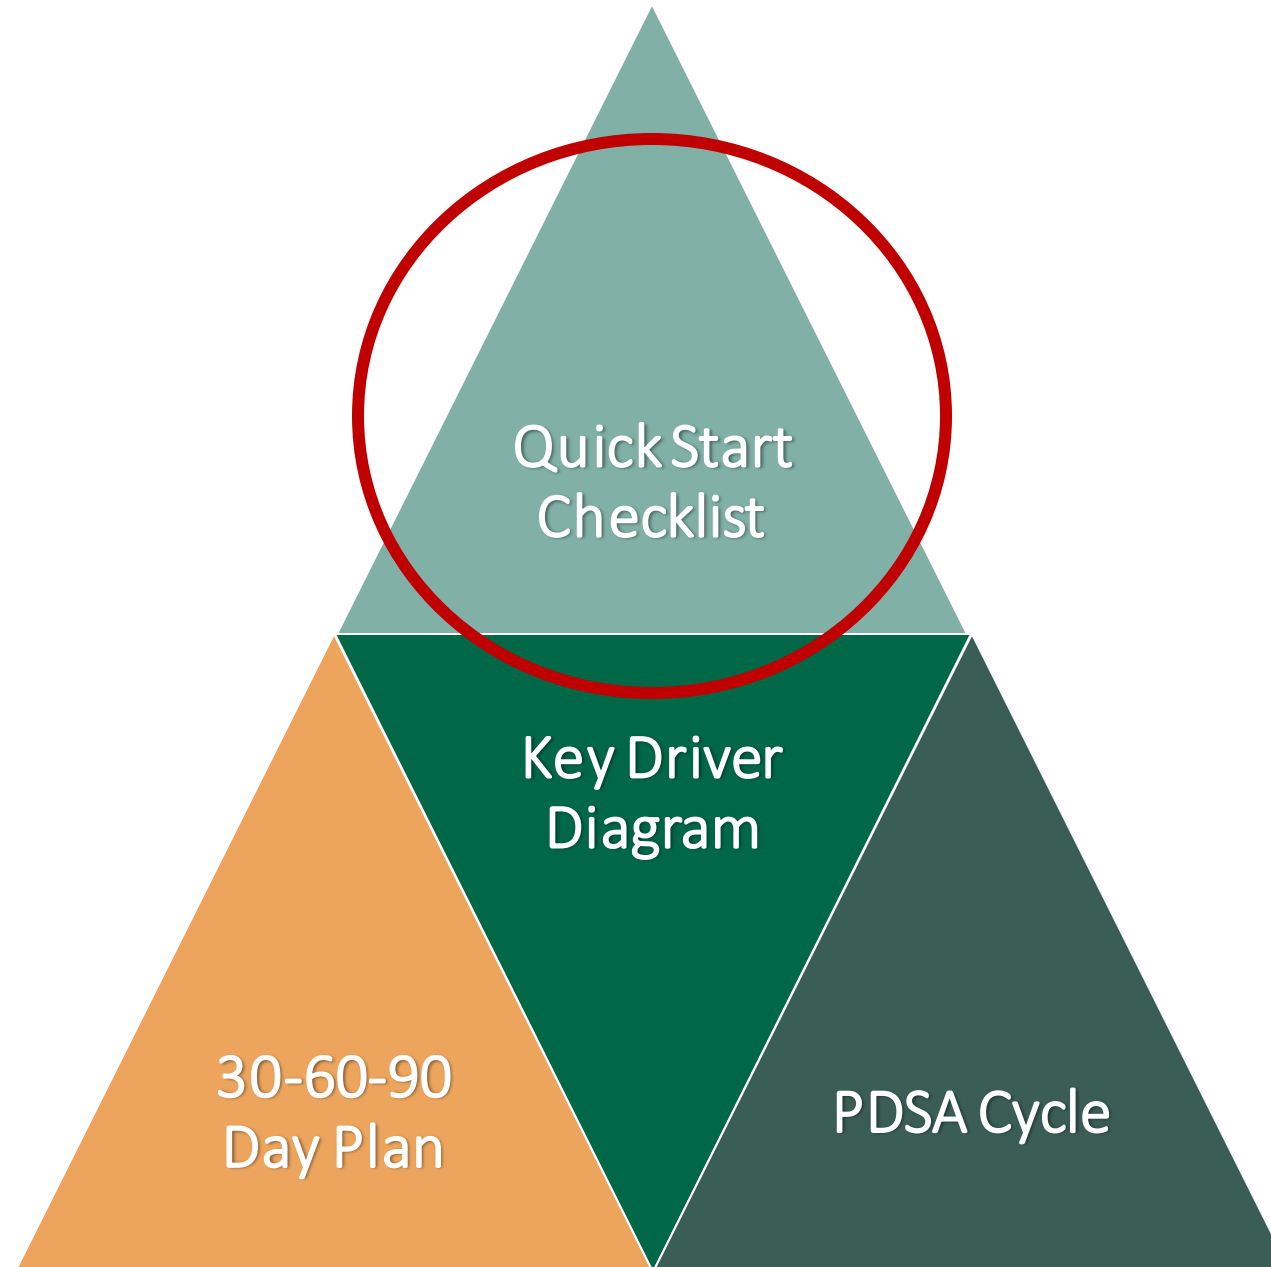 Quick Start
Checklist
Key Driver
Diagram
30-60-90
Day Plan
PDSA Cycle